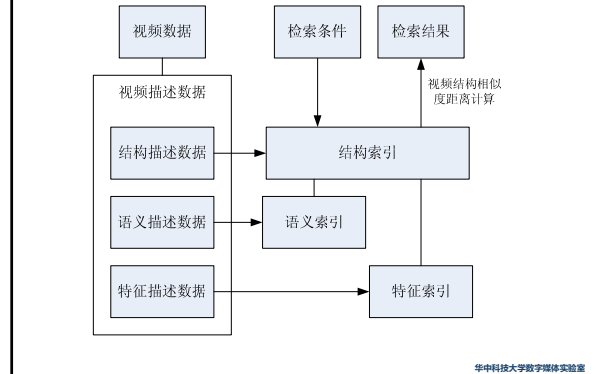 视频数据
检索条件
检索结果
视频描述数据
视频结构相似
度距离计算
结构描述数据
结构索引
语义描述数据
语义索引
特征描述数据
特征索引
华中科技大学数字媒体实验室